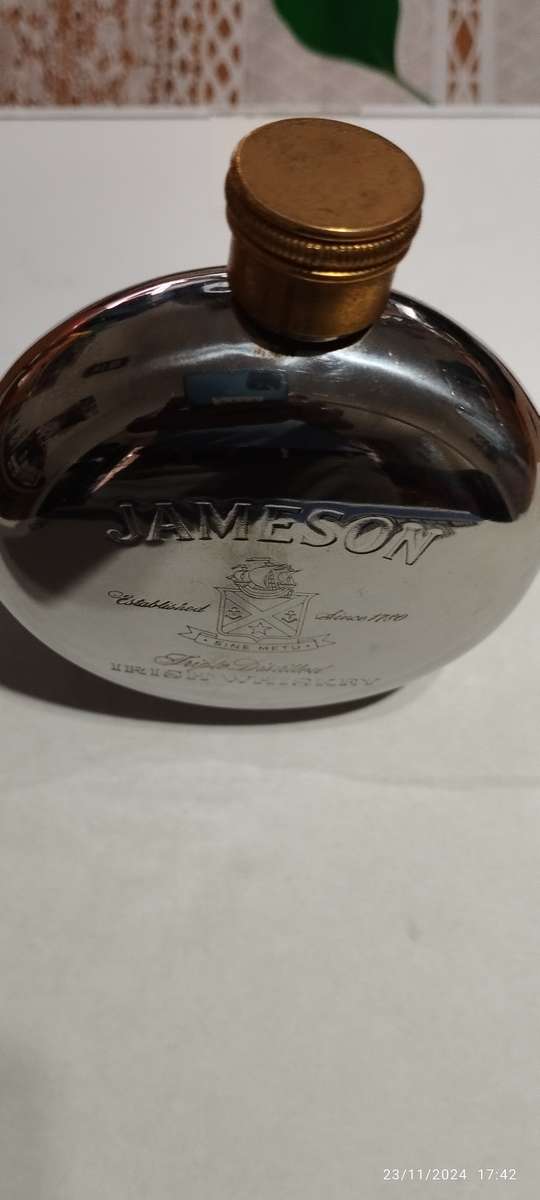 JAMESON
Established Since 1780
SINE METU
Triple Distilled
IRISH WHISKEY
23/11/2024 17:42